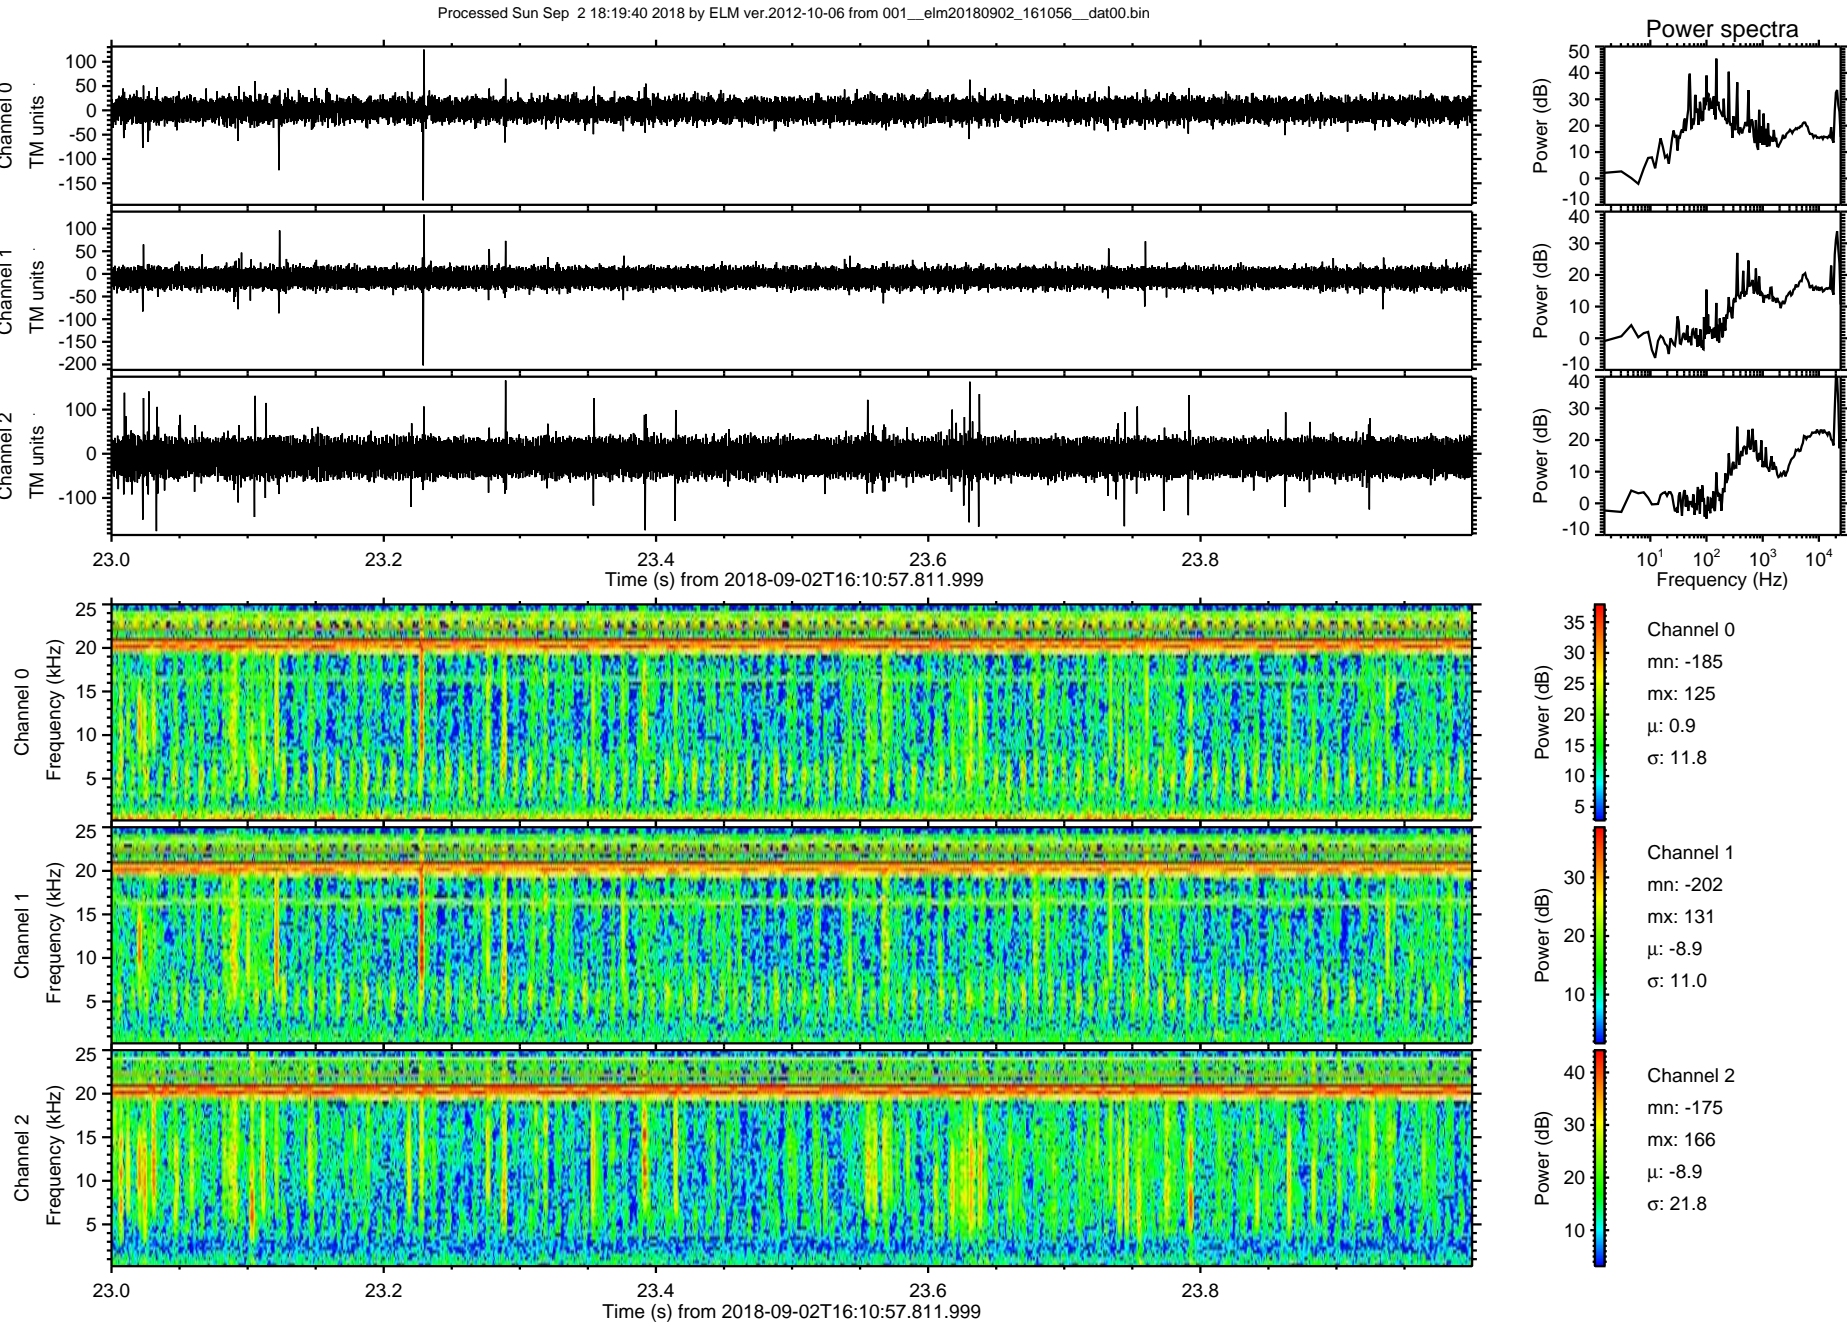 Processed Sun Sep  2 18:19:40 2018 by ELM ver.2012-10-06 from 001__elm20180902_161056__dat00.bin
Power spectra
Channel 0
TM units
100
50
0
-50
-100
-150
Power (dB)
50
40
30
20
10
0
-10
Channel 1
TM units
100
50
0
-50
-100
-150
-200
Power (dB)
40
30
20
10
0
-10
Channel 2
TM units
100
0
-100
Power (dB)
40
30
20
10
0
-10
23.0 23.2 23.4 23.6 23.8
Time (s) from 2018-09-02T16:10:57.811.999
10¹ 10² 10³ 10⁴
Frequency (Hz)
Channel 0
Frequency (kHz)
25
20
15
10
5
Power (dB)
35
30
25
20
15
10
5
Channel 0
mn: -185
mx: 125
μ: 0.9
σ: 11.8
Channel 1
Frequency (kHz)
25
20
15
10
5
Power (dB)
30
20
10
Channel 1
mn: -202
mx: 131
μ: -8.9
σ: 11.0
Channel 2
Frequency (kHz)
25
20
15
10
5
Power (dB)
40
30
20
10
Channel 2
mn: -175
mx: 166
μ: -8.9
σ: 21.8
23.0 23.2 23.4 23.6 23.8
Time (s) from 2018-09-02T16:10:57.811.999